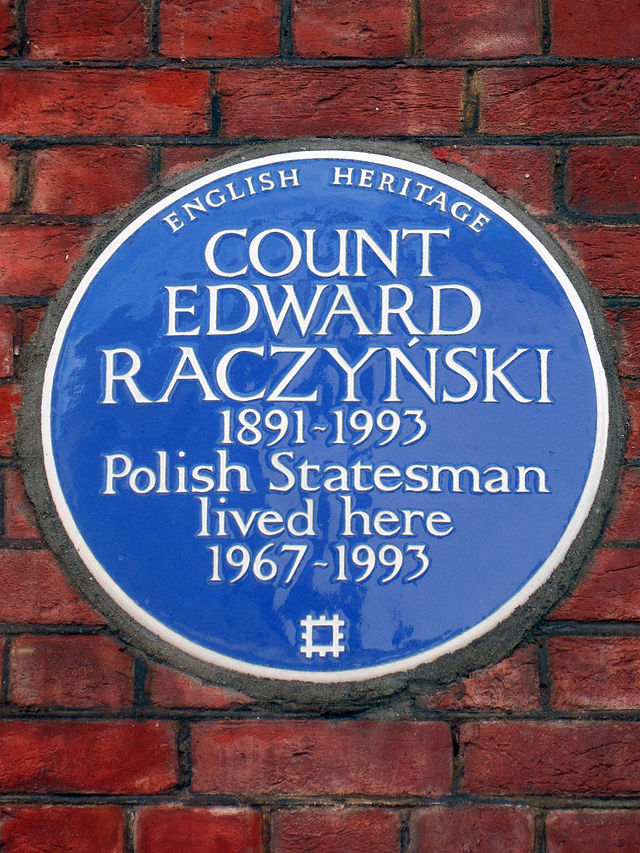 ENGLISH HERITAGE
COUNT
EDWARD
RACZYŃSKI
1891-1993
Polish Statesman
lived here
1967-1993